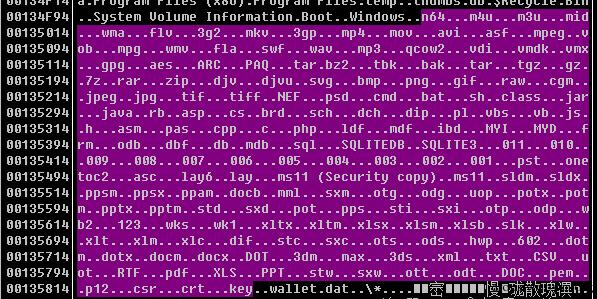 00134F14 a.Program Files (x86).Program Files.temp..thumbs.db.$Recycle.Bin
00134F94 ..System Volume Information.Boot..Windows..n64...m4u...m3u...mid
00135014 ...wma...flv...3g2...mkv...3gp...mp4...mov...avi...asf...mpeg.v
00135094 ob...mpg...wmv...fla...swf...wav...mp3...qcow2...vdi...vmdk..vmx
00135114 ....gpg...aes...ARC...PAQ...tar.bz2...tbk...bak...tar...tgz...gz
00135194 ..7z...rar...zip...djv...djvu..svg...bmp...png...gif...raw...cgm.
00135214 ..jpeg..jpg...tif...tiff..NEF...psd...cmd...bat...sh..class...jar
00135294 ...java..rb..asp...cs..brd...sch...dch...dip...pl..vbs...vb..js.
00135314 .h..asm...pas...cpp...c...php...ldf...mdf...ibd...MYI...MYD...f
00135394 rm...odb...dbf...db..mdb...sql...SQLITEDB..SQLITE3...011...010..
00135414 .009...008...007...006...005...004...003...002...001...pst...one
00135494 toc2...asc...lay6...lay...ms11 (Security copy)..ms11..sldm..sldx.
00135514 .ppsm...ppsx...ppam..docb..mml...sxm...otg...odg...uop...potx..pot
00135594 m..pptx..pptm...std...sxd...pot...pps...sti...sxi...otp...odp...w
00135614 b2...123...wks...wk1...xltx..xltm..xlsx..xlsm..xlsb...slk...xlw.
00135694 ..xlt...xlm...xlc...dif...stc...sxc...ots...ods...hwp...602..dot
00135714 m..dotx..docm..docx..DOT...3dm...max...3ds...xml...txt...CSV...u
00135794 ot...RTF...pdf...XLS...PPT...stw...sxw...ott...odt...DOC...pem.
00135814 ..p12...csr...crt...key..wallet.dat..\*....